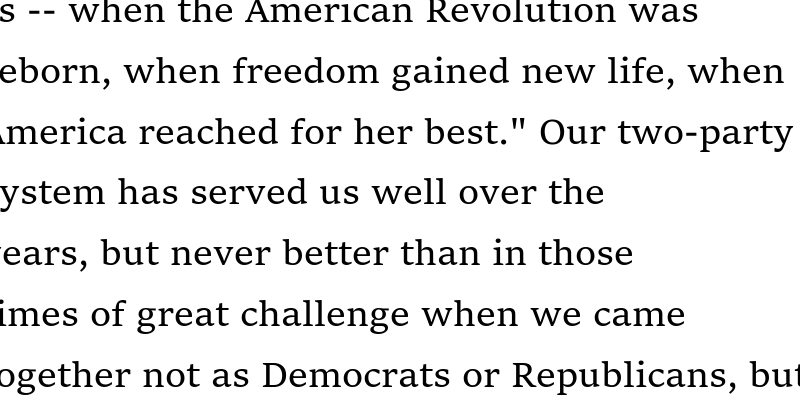 s -- when the American Revolution was
eborn, when freedom gained new life, when
America reached for her best." Our two-party
ystem has served us well over the
years, but never better than in those
imes of great challenge when we came
ogether not as Democrats or Republicans, but